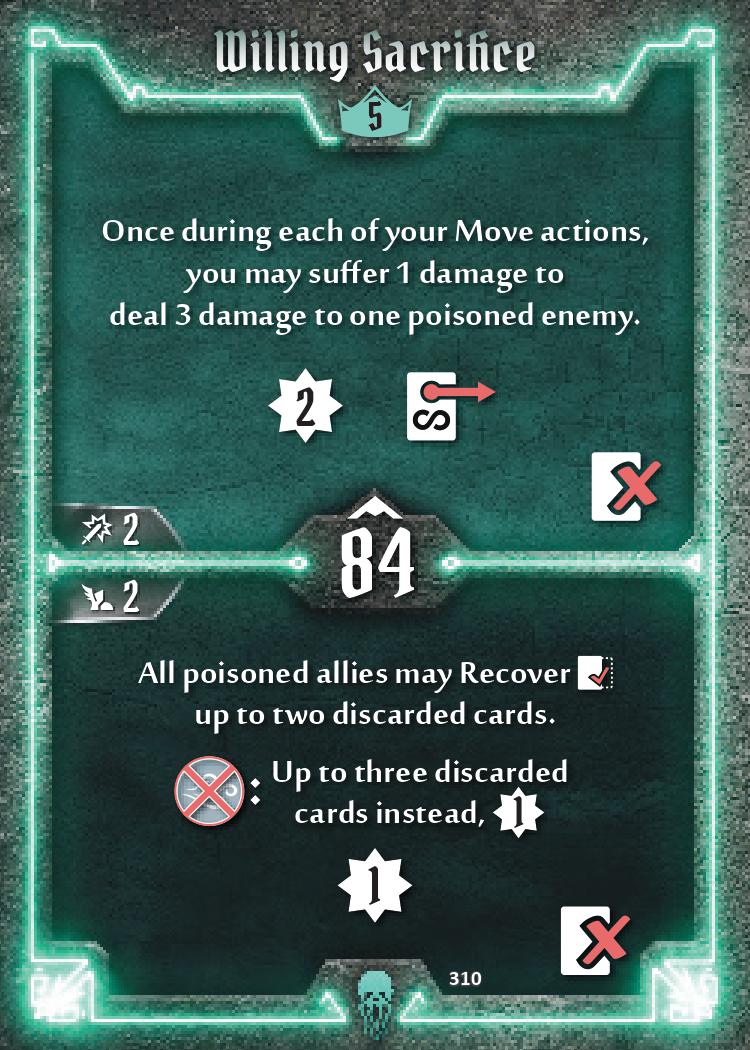 Willing Sacrifice
5
Once during each of your Move actions,
you may suffer 1 damage to
deal 3 damage to one poisoned enemy.
2
2
84
2
All poisoned allies may Recover
up to two discarded cards.
: Up to three discarded
cards instead, 1
1
310